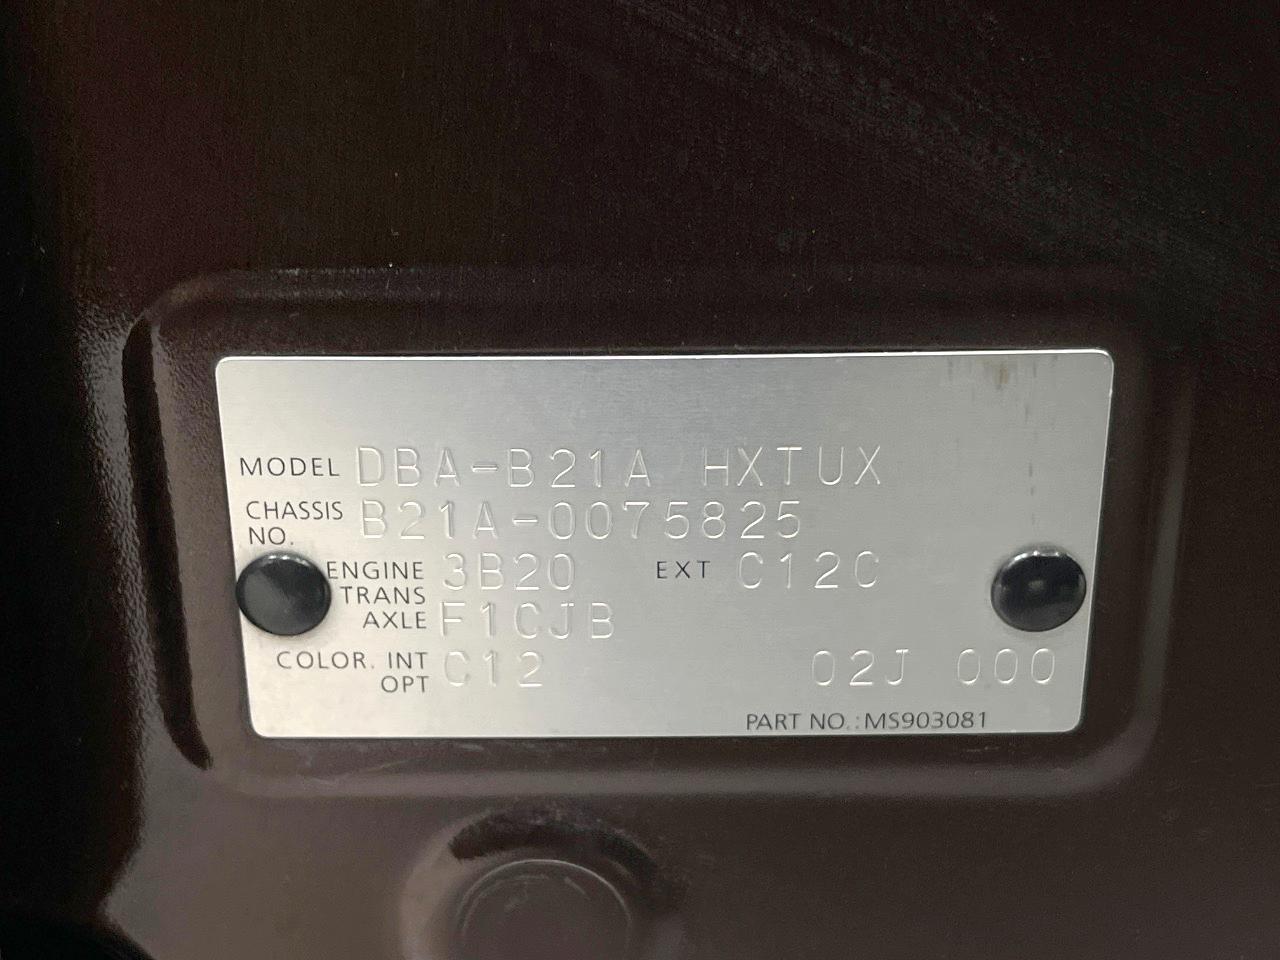 MODEL DBA-B21A HXTUX
CHASSIS NO. B21A-0075825
ENGINE 3B20 EXT C12C
TRANS AXLE F1CJB
COLOR. INT C12 02J 000
OPT
PART NO.:MS903081